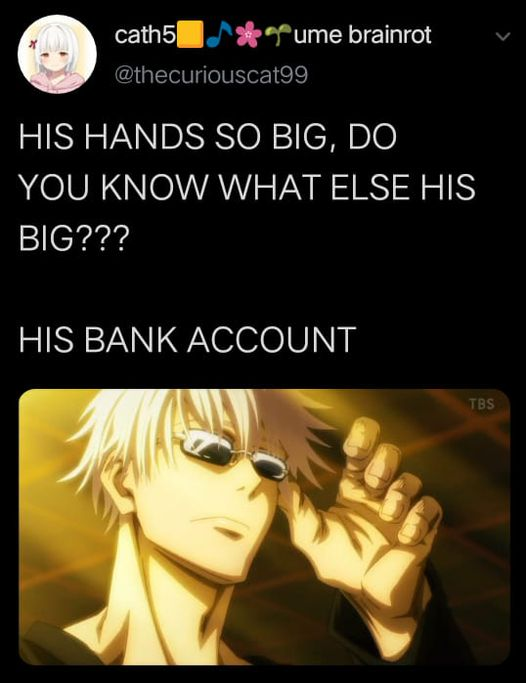 cath5🟨🎵🌸🌱ume brainrot
@thecuriouscat99
HIS HANDS SO BIG, DO
YOU KNOW WHAT ELSE HIS
BIG???
HIS BANK ACCOUNT
TBS